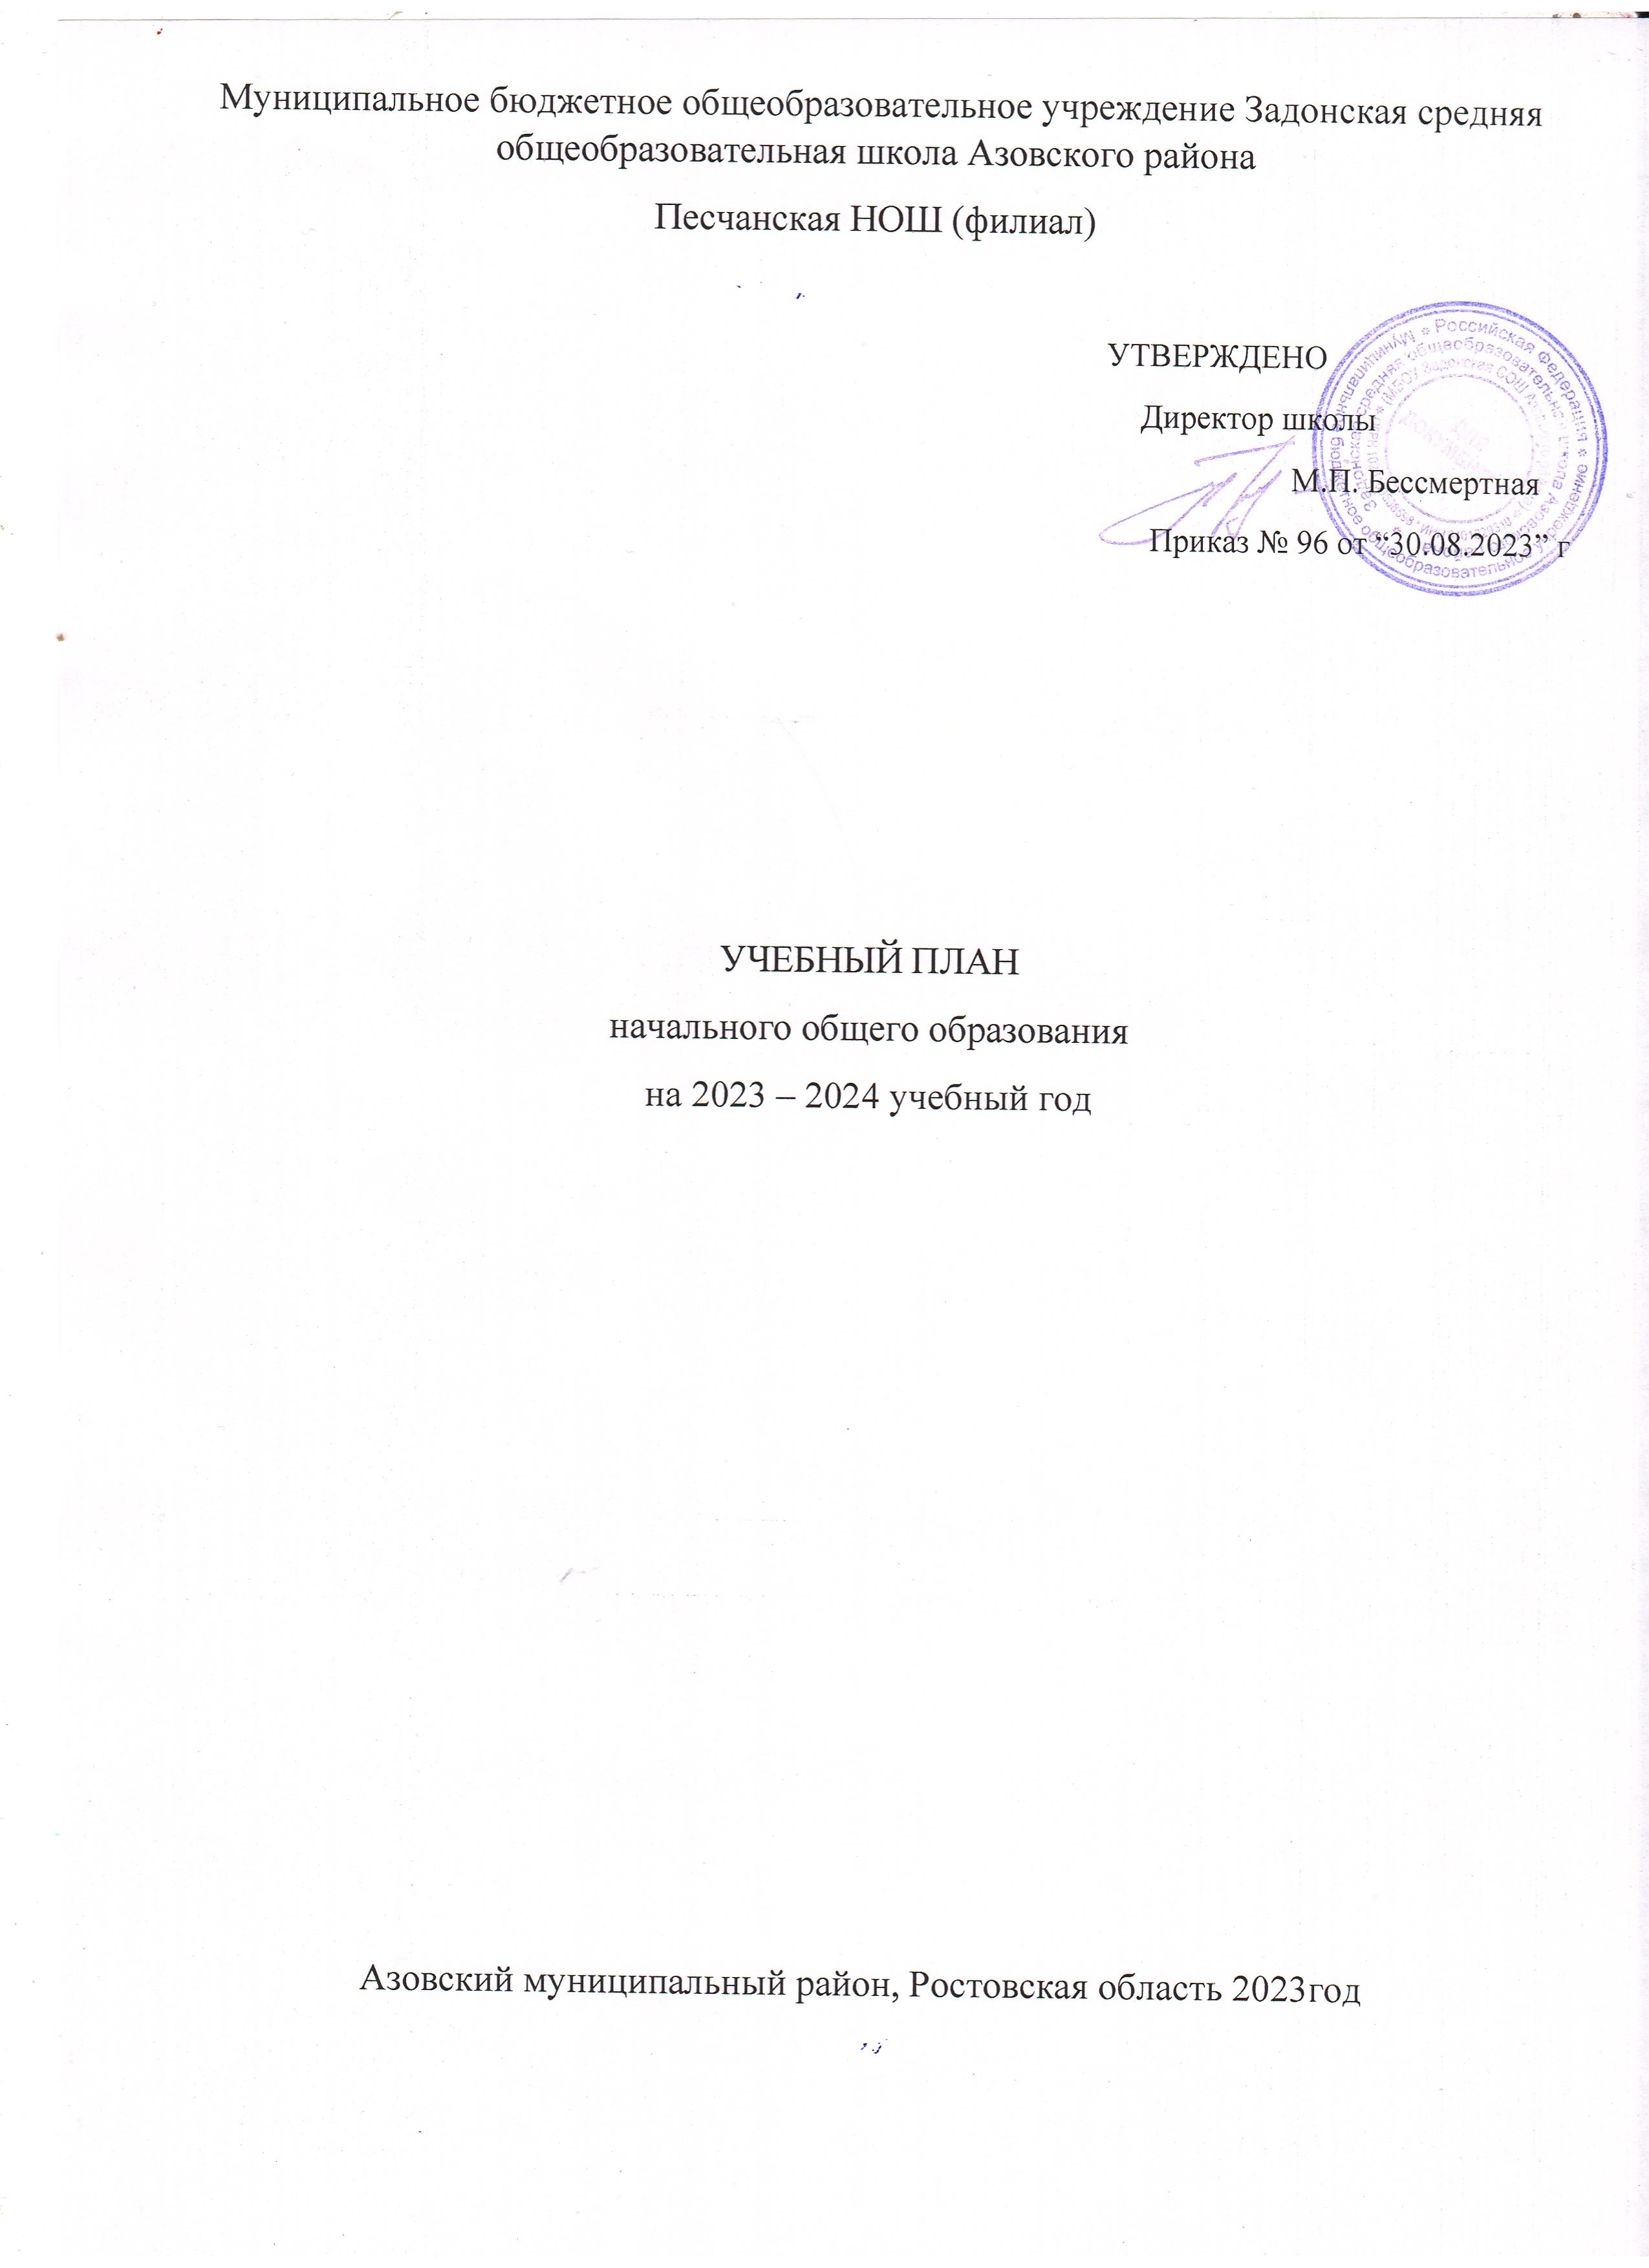 Муниципальное бюджетное общеобразовательное учреждение Задонская средняя
общеобразовательная школа Азовского района
Песчанская НОШ (филиал)
УТВЕРЖДЕНО
Директор школы
М.П. Бессмертная
Приказ № 96 от “30.08.2023” г
Российская Федерация
УЧЕБНЫЙ ПЛАН
начального общего образования
на 2023 – 2024 учебный год
Азовский муниципальный район, Ростовская область 2023год